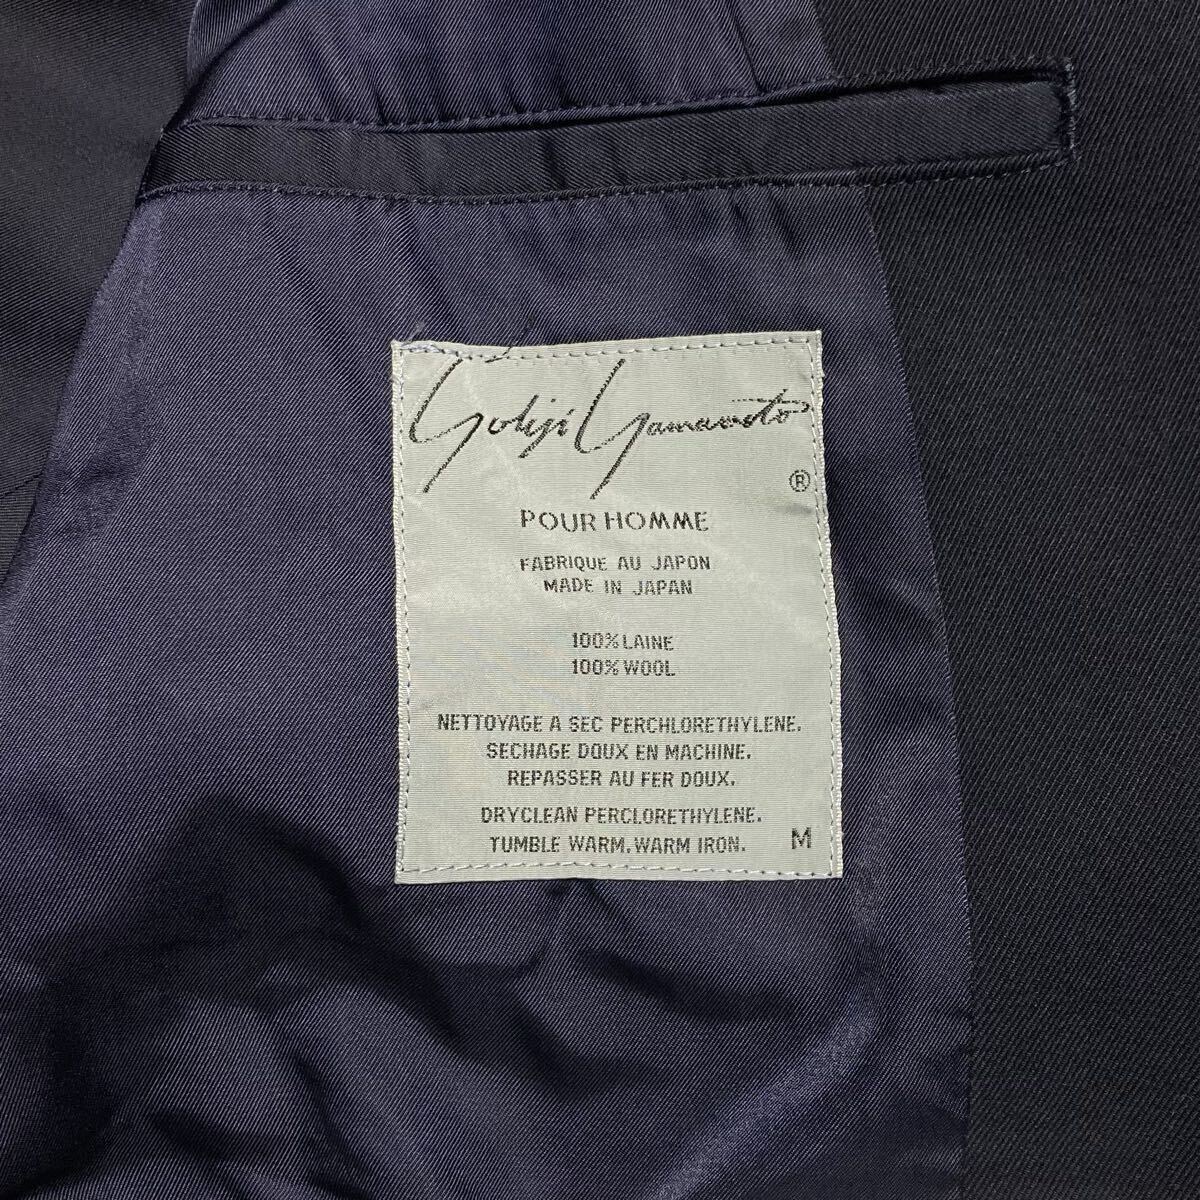 Yohji Yamamoto
®
POUR HOMME
FABRIQUE AU JAPON
MADE IN JAPAN
100% LAINE
100% WOOL
NETTOYAGE A SEC PERCHLORETHYLENE.
SECHAGE DOUX EN MACHINE.
REPASSER AU FER DOUX.
DRYCLEAN PERCLORETHYLENE.
TUMBLE WARM. WARM IRON. M